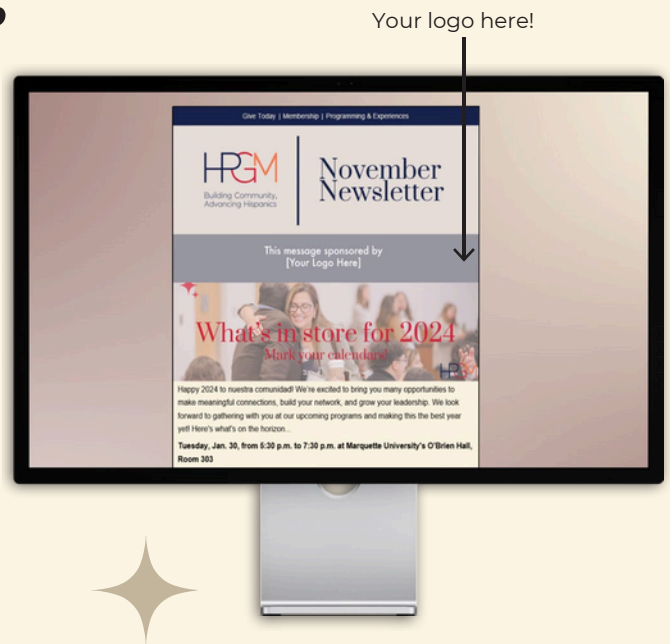 Your logo here!
Give Today | Membership | Programming & Experiences
HPGM
Building Community,
Advancing Hispanics
November
Newsletter
This message sponsored by
[Your Logo Here]
What's in store for 2024
Mark your calendars!
HPGM
Happy 2024 to nuestra comunidad! We're excited to bring you many opportunities to
make meaningful connections, build your network, and grow your leadership. We look
forward to gathering with you at our upcoming programs and making this the best year
yet! Here's what's on the horizon...
Tuesday, Jan. 30, from 5:30 p.m. to 7:30 p.m. at Marquette University's O'Brien Hall,
Room 303